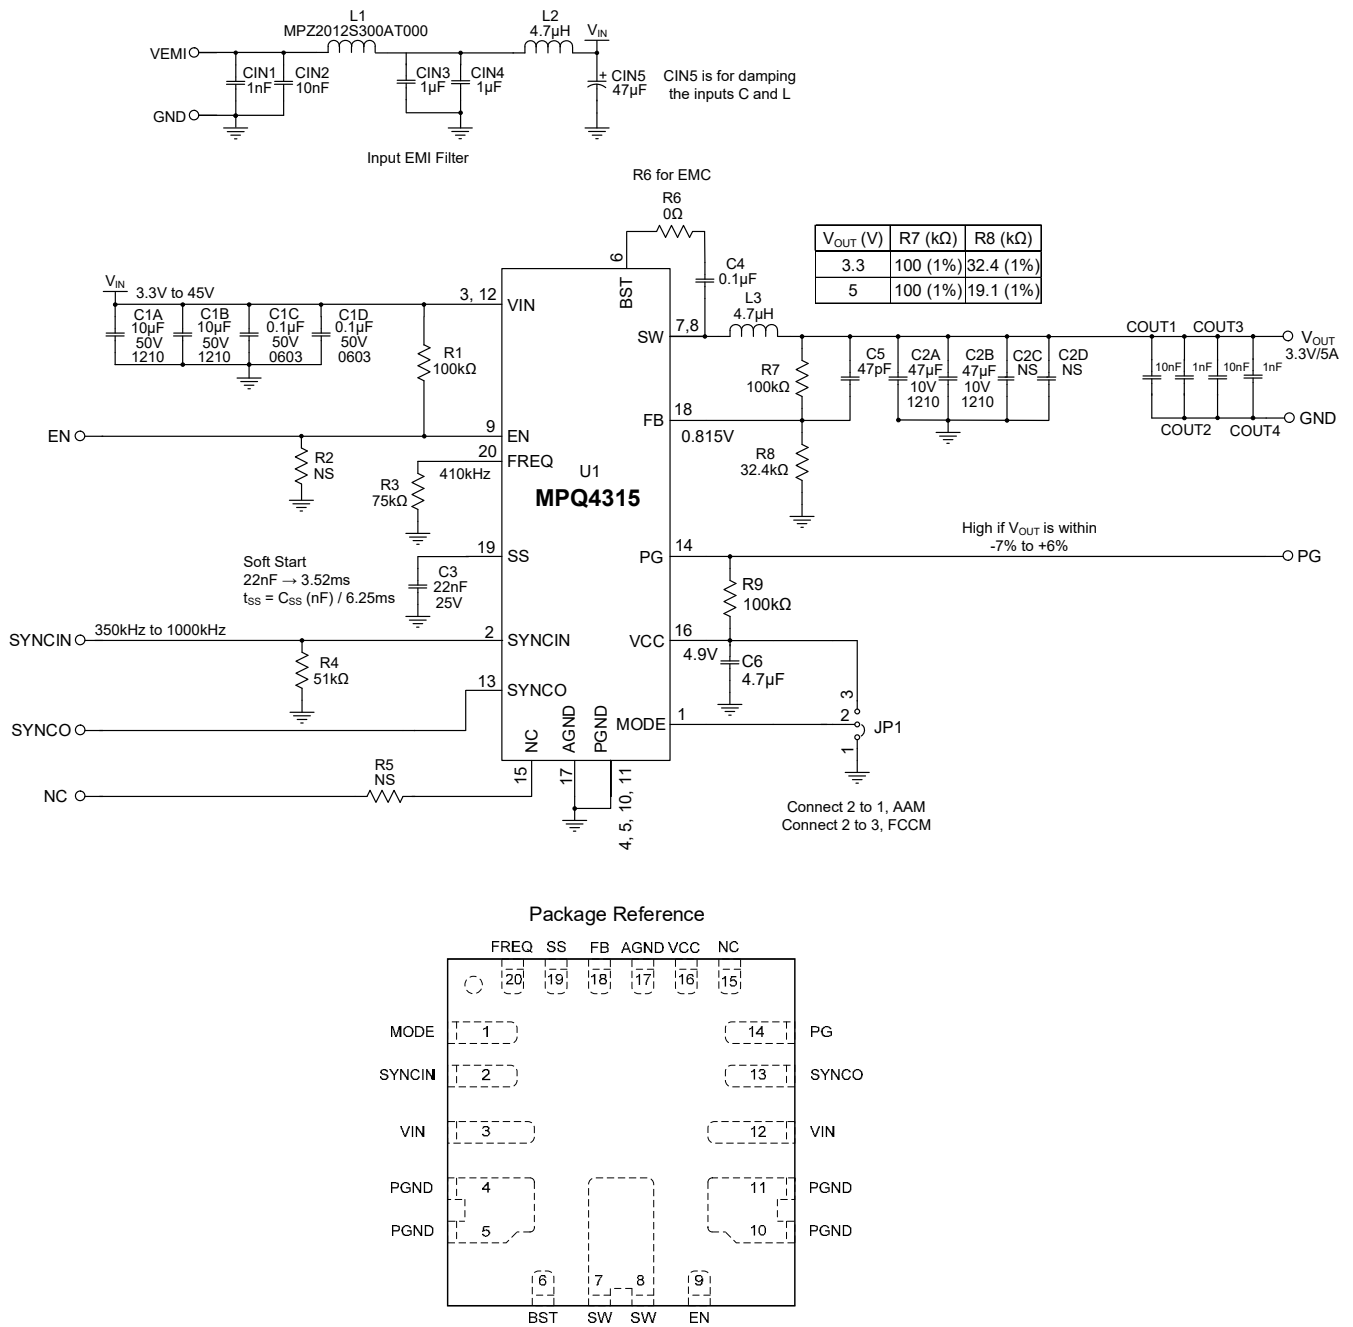 L1
MPZ2012S300AT000
L2
4.7µH
VIN
VEMI
CIN1
1nF
CIN2
10nF
CIN3
1µF
CIN4
1µF
+ CIN5
47µF
CIN5 is for damping
the inputs C and L
GND
Input EMI Filter
R6 for EMC
R6
0Ω
VOUT (V) R7 (kΩ) R8 (kΩ)
3.3 100 (1%) 32.4 (1%)
5 100 (1%) 19.1 (1%)
6
BST
C4
0.1µF
VIN
3.3V to 45V
3, 12
VIN
C1A
10µF
50V
1210
C1B
10µF
50V
1210
C1C
0.1µF
50V
0603
C1D
0.1µF
50V
0603
R1
100kΩ
SW
7,8
L3
4.7µH
R7
100kΩ
C5
47pF
C2A
47µF
10V
1210
C2B
47µF
10V
1210
C2C
NS
C2D
NS
COUT1
COUT3
10nF
1nF
10nF
1nF
COUT2
COUT4
VOUT
3.3V/5A
GND
EN
9
EN
FB
18
0.815V
R2
NS
20
FREQ
410kHz
R3
75kΩ
U1
MPQ4315
R8
32.4kΩ
High if VOUT is within
-7% to +6%
19
SS
Soft Start
22nF → 3.52ms
tSS = CSS (nF) / 6.25ms
C3
22nF
25V
PG
14
PG
R9
100kΩ
SYNCIN
350kHz to 1000kHz
2
SYNCIN
R4
51kΩ
VCC
16
4.9V
C6
4.7µF
13
SYNCO
SYNCO
MODE
1
3
2
1
JP1
NC
AGND
PGND
15
17
4, 5, 10, 11
R5
NS
NC
Connect 2 to 1, AAM
Connect 2 to 3, FCCM
Package Reference
FREQ SS FB AGND VCC NC
20 19 18 17 16 15
MODE 1 14 PG
SYNCIN 2 13 SYNCO
VIN 3 12 VIN
PGND 4 11 PGND
PGND 5 10 PGND
6 7 8 9
BST SW SW EN